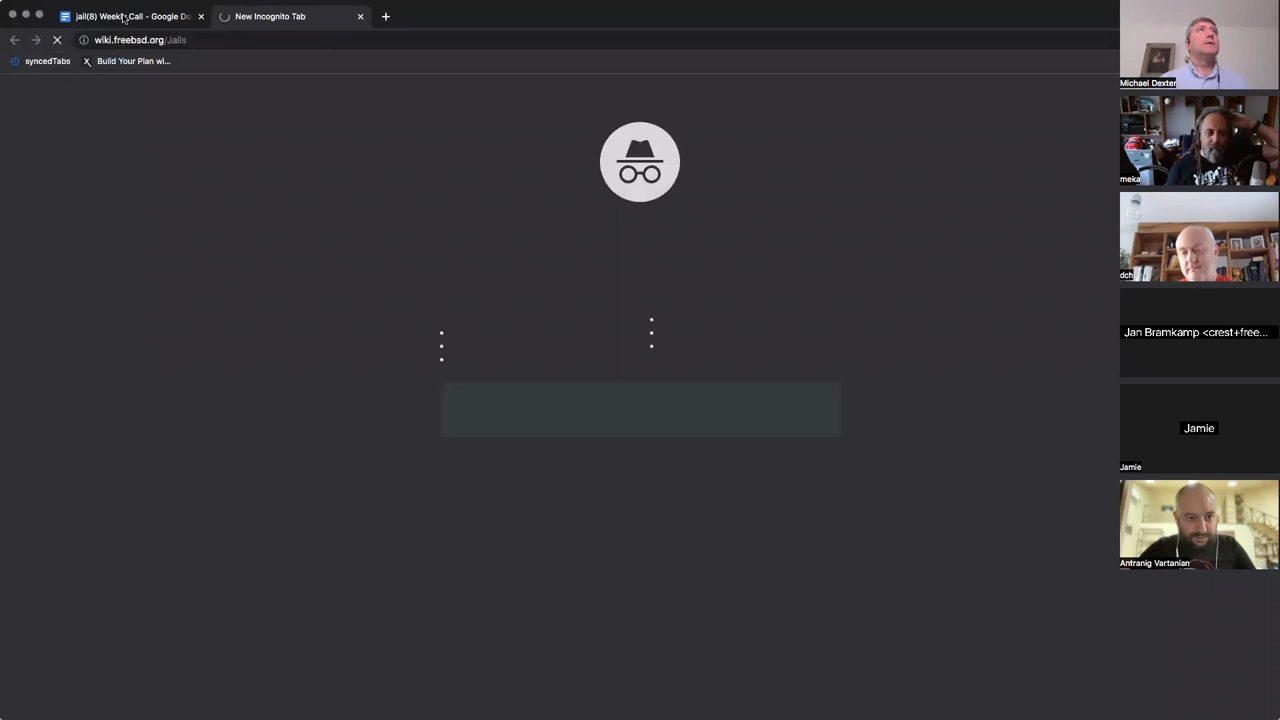 jail(8) Weekly Call - Google Do
New Incognito Tab
wiki.freebsd.org/Jails
syncedTabs
Build Your Plan wi...
Michael Dexter
meka
dch
Jan Bramkamp <crest+free...
Jamie
Jamie
Antranig Vartanian